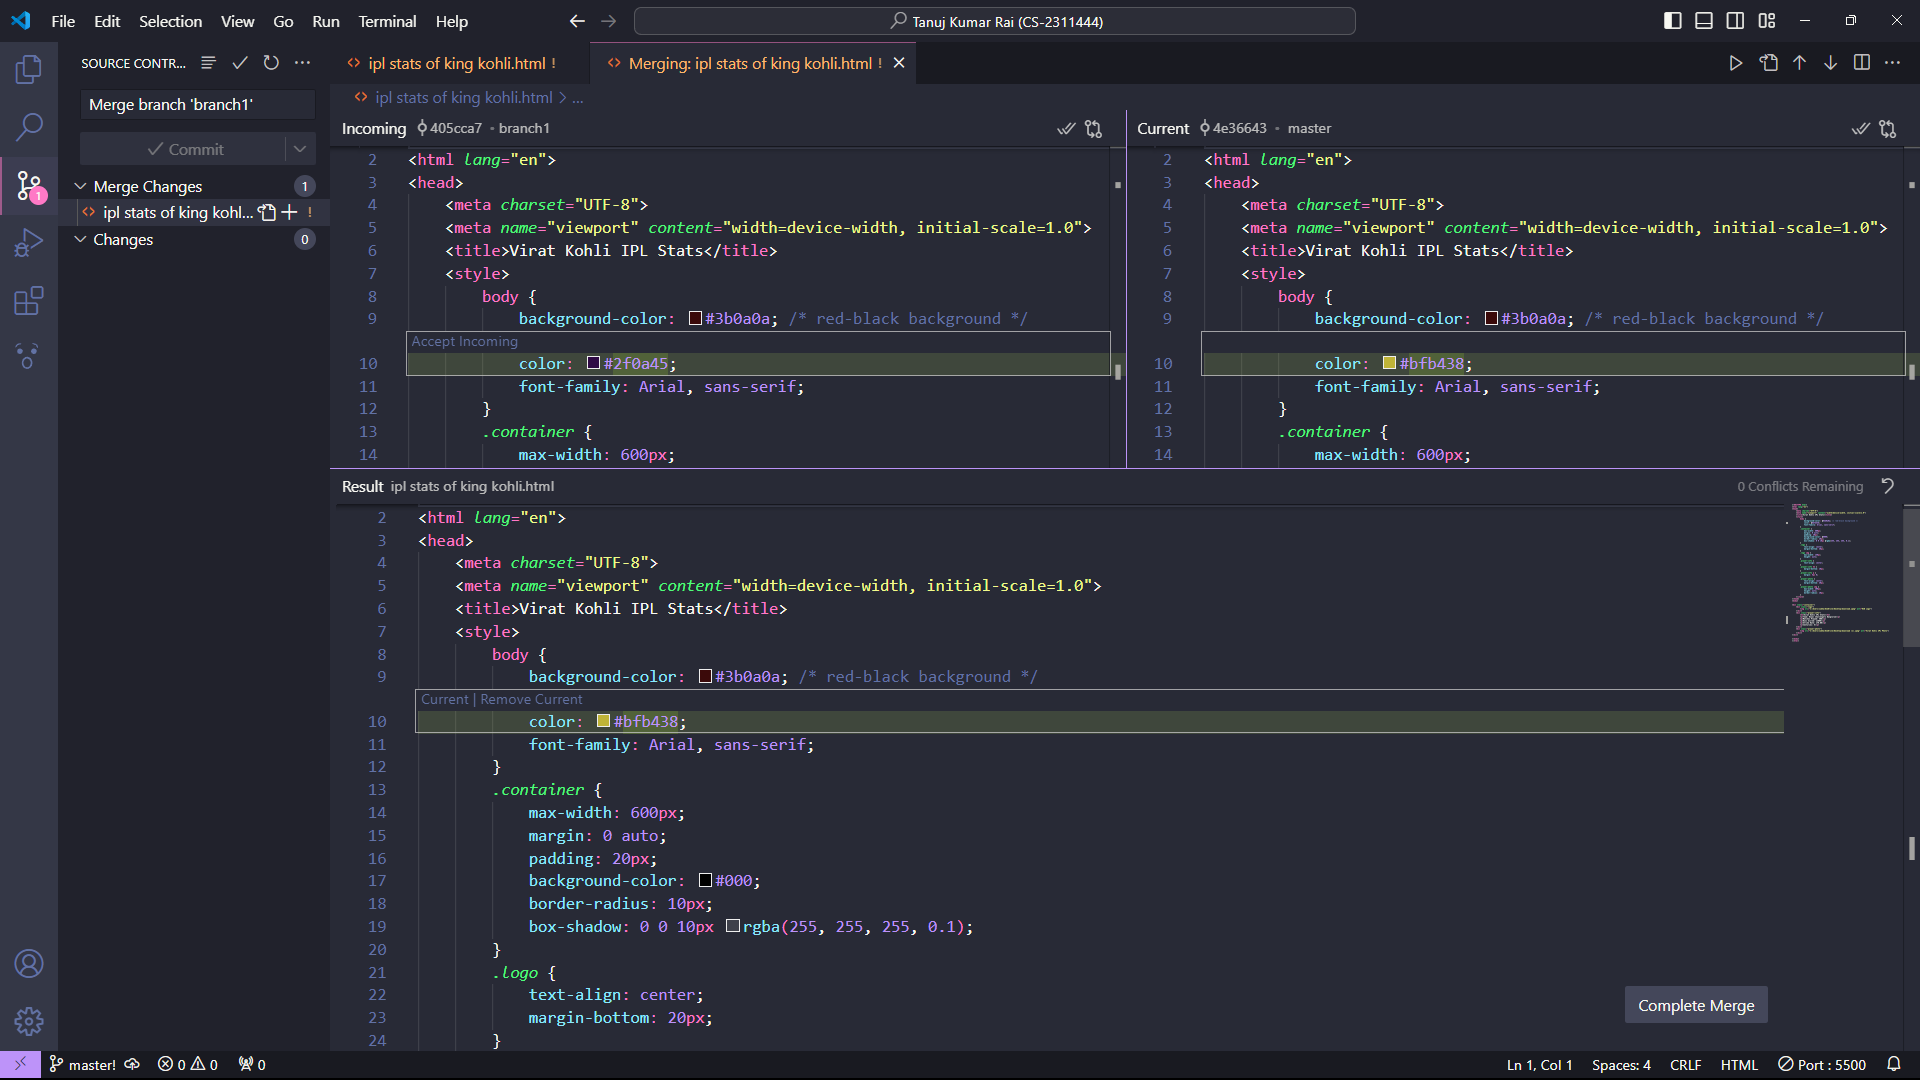 File Edit Selection View Go Run Terminal Help
Tanuj Kumar Rai (CS-2311444)
SOURCE CONTR...
Merge branch 'branch1'
Commit
Merge Changes 1
ipl stats of king kohl... !
Changes 0
ipl stats of king kohli.html !
Merging: ipl stats of king kohli.html !
ipl stats of king kohli.html > ...
Incoming 405cca7 • branch1
2 <html lang="en">
3 <head>
4 <meta charset="UTF-8">
5 <meta name="viewport" content="width=device-width, initial-scale=1.0">
6 <title>Virat Kohli IPL Stats</title>
7 <style>
8 body {
9 background-color: #3b0a0a; /* red-black background */
Accept Incoming
10 color: #2f0a45;
11 font-family: Arial, sans-serif;
12 }
13 .container {
14 max-width: 600px;
Current 4e36643 • master
2 <html lang="en">
3 <head>
4 <meta charset="UTF-8">
5 <meta name="viewport" content="width=device-width, initial-scale=1.0">
6 <title>Virat Kohli IPL Stats</title>
7 <style>
8 body {
9 background-color: #3b0a0a; /* red-black background */
10 color: #bfb438;
11 font-family: Arial, sans-serif;
12 }
13 .container {
14 max-width: 600px;
Result ipl stats of king kohli.html
0 Conflicts Remaining
2 <html lang="en">
3 <head>
4 <meta charset="UTF-8">
5 <meta name="viewport" content="width=device-width, initial-scale=1.0">
6 <title>Virat Kohli IPL Stats</title>
7 <style>
8 body {
9 background-color: #3b0a0a; /* red-black background */
Current | Remove Current
10 color: #bfb438;
11 font-family: Arial, sans-serif;
12 }
13 .container {
14 max-width: 600px;
15 margin: 0 auto;
16 padding: 20px;
17 background-color: #000;
18 border-radius: 10px;
19 box-shadow: 0 0 10px rgba(255, 255, 255, 0.1);
20 }
21 .logo {
22 text-align: center;
23 margin-bottom: 20px;
24 }
Complete Merge
1
master! 0 0 0
Ln 1, Col 1 Spaces: 4 CRLF HTML Port : 5500